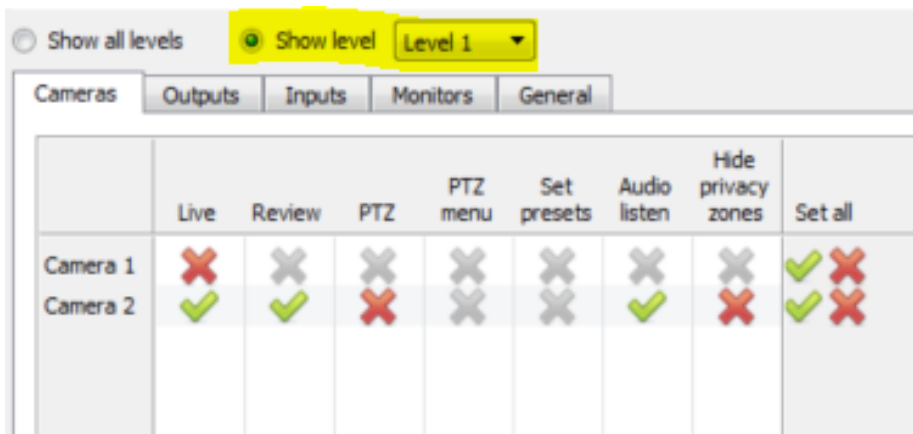 Show all levels Show level Level 1
Cameras Outputs Inputs Monitors General
Live Review PTZ PTZ menu Set presets Audio listen Hide privacy zones Set all
Camera 1
Camera 2